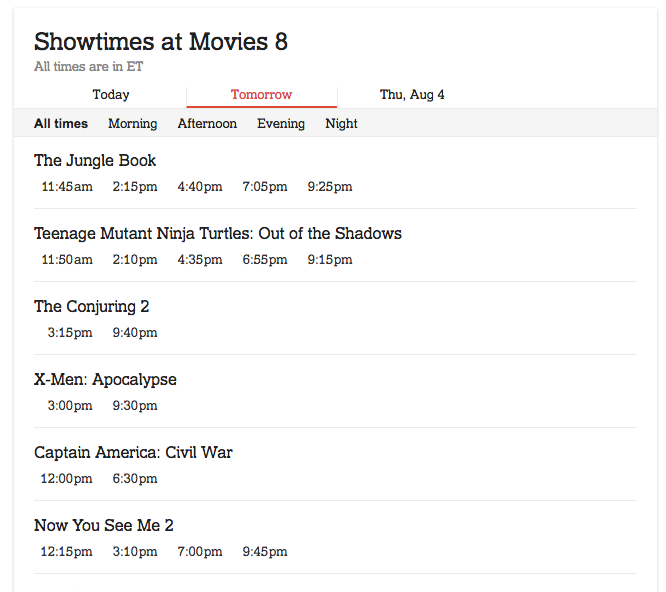 Showtimes at Movies 8
All times are in ET
Today Tomorrow Thu, Aug 4
All times Morning Afternoon Evening Night
The Jungle Book
11:45am 2:15pm 4:40pm 7:05pm 9:25pm
Teenage Mutant Ninja Turtles: Out of the Shadows
11:50am 2:10pm 4:35pm 6:55pm 9:15pm
The Conjuring 2
3:15pm 9:40pm
X-Men: Apocalypse
3:00pm 9:30pm
Captain America: Civil War
12:00pm 6:30pm
Now You See Me 2
12:15pm 3:10pm 7:00pm 9:45pm